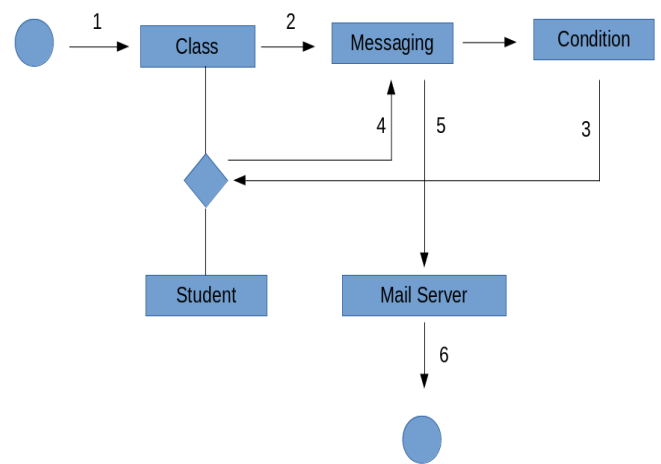 1
2
Class
Messaging
Condition
4
5
3
Student
Mail Server
6